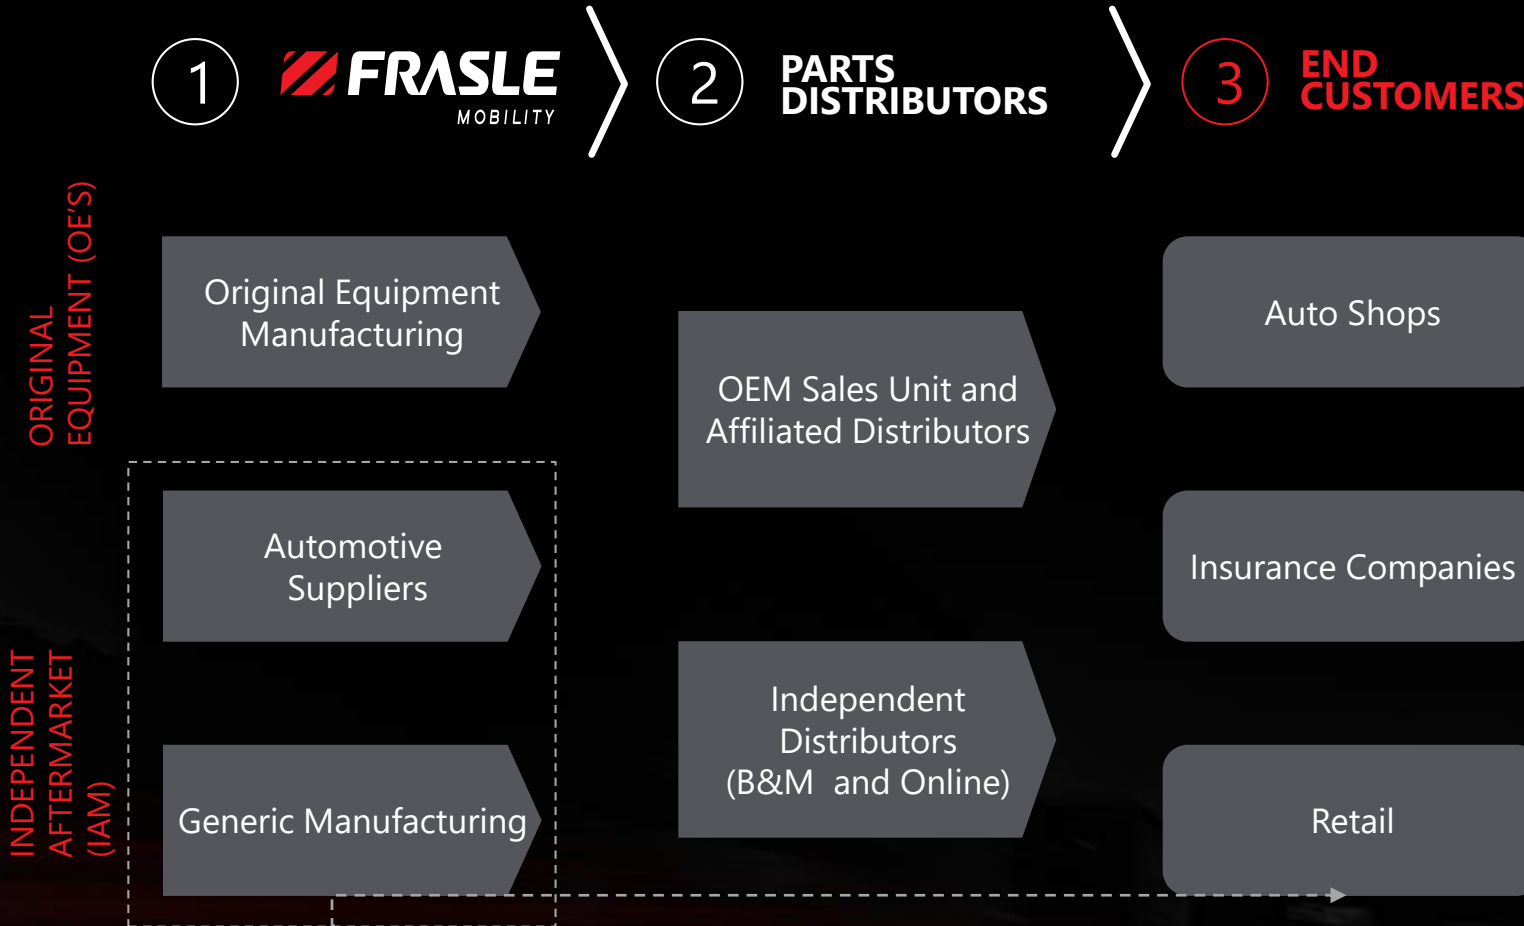 1
FRASLE
MOBILITY
2
PARTS
DISTRIBUTORS
3
END
CUSTOMERS
ORIGINAL
EQUIPMENT (OE'S)
Original Equipment
Manufacturing
OEM Sales Unit and
Affiliated Distributors
Auto Shops
INDEPENDENT
AFTERMARKET
(IAM)
Automotive
Suppliers
Insurance Companies
Generic Manufacturing
Independent
Distributors
(B&M  and Online)
Retail